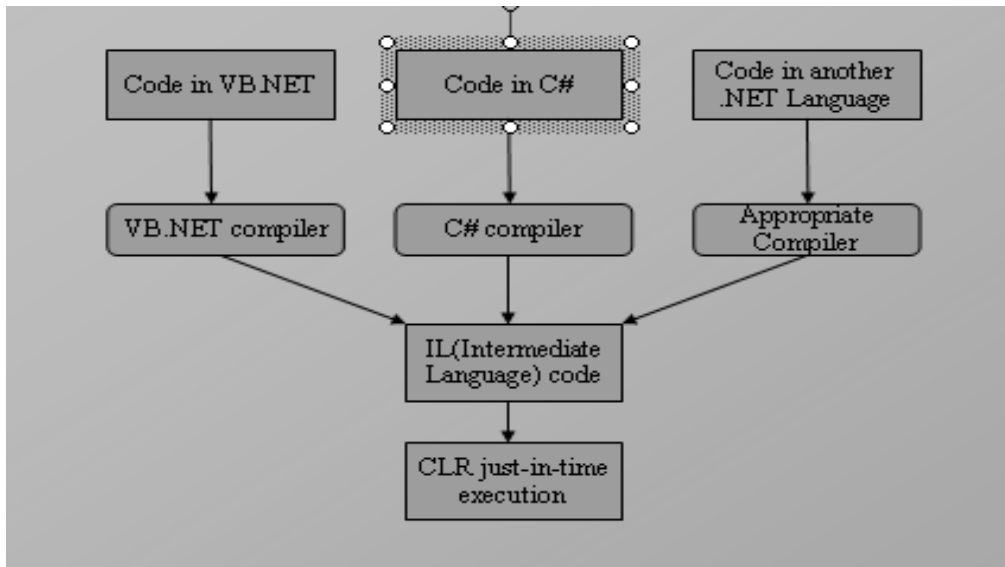 Code in VB.NET
Code in C#
Code in another
.NET Language
VB.NET compiler
C# compiler
Appropriate
Compiler
IL(Intermediate
Language) code
CLR just-in-time
execution